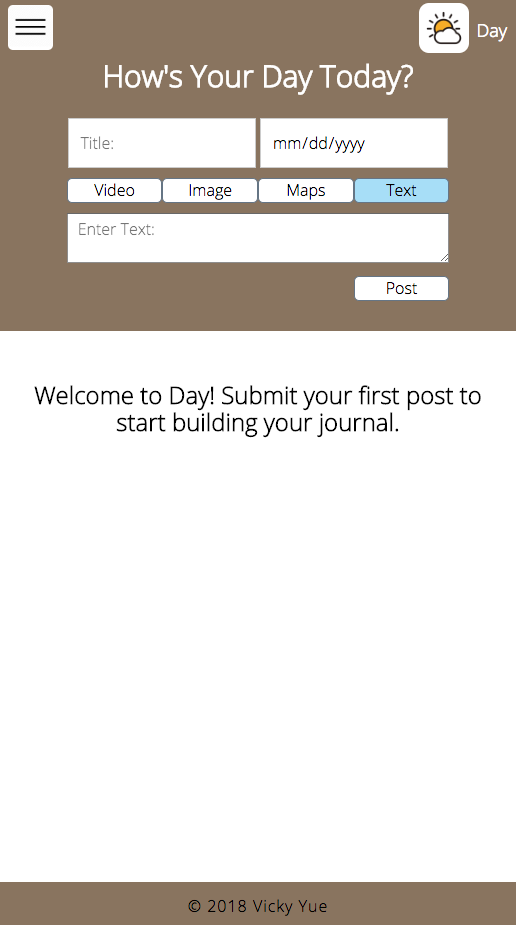 Day
How's Your Day Today?
Title: mm/dd/yyyy
Video Image Maps Text
Enter Text:
Post
Welcome to Day! Submit your first post to
start building your journal.
© 2018 Vicky Yue